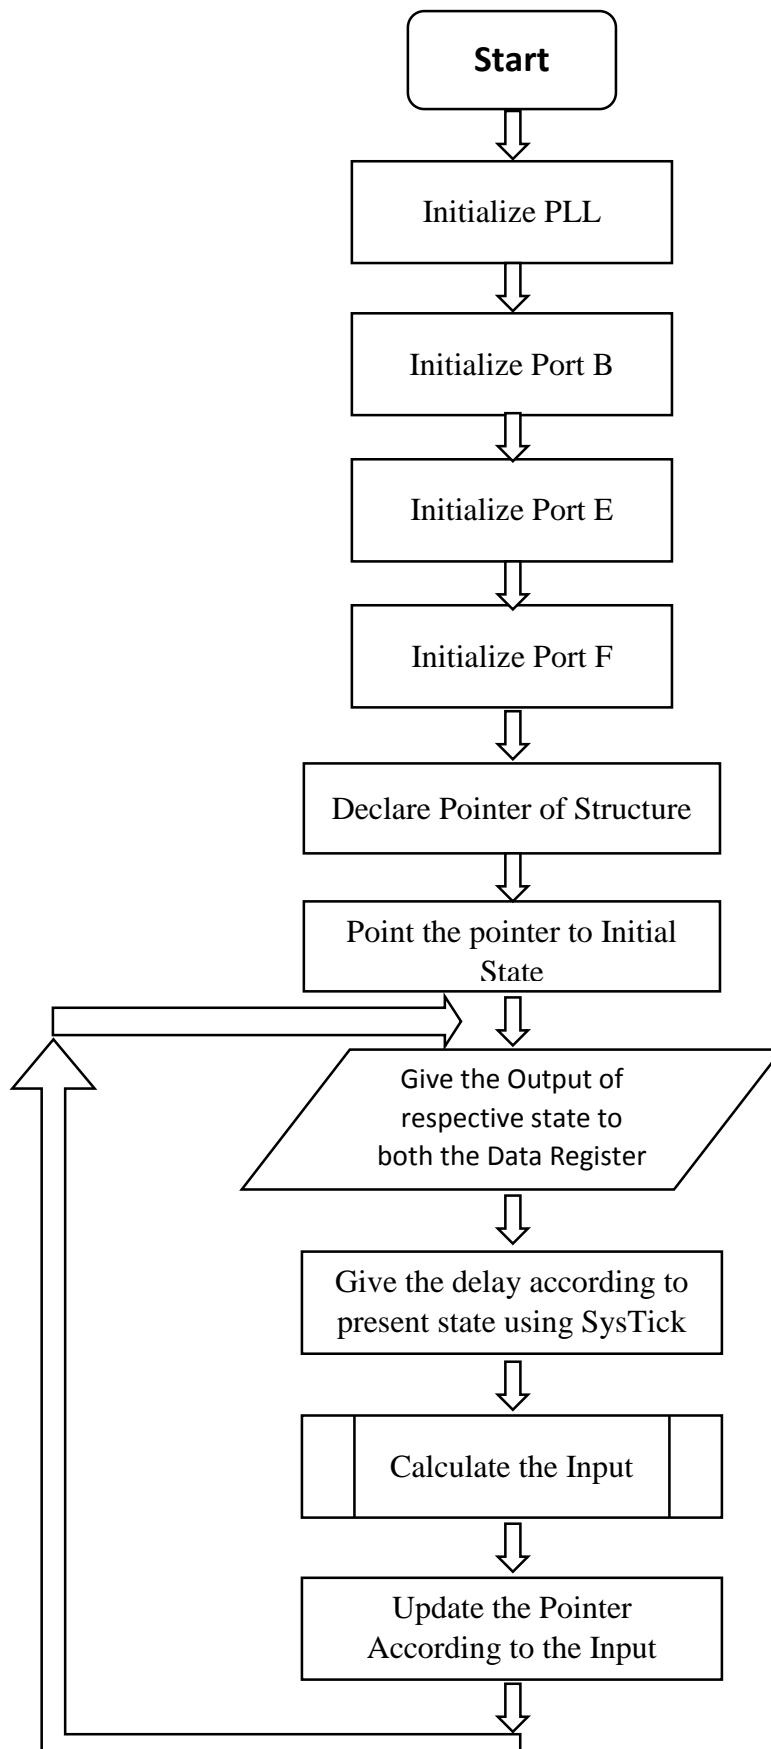 Start
Initialize PLL
Initialize Port B
Initialize Port E
Initialize Port F
Declare Pointer of Structure
Point the pointer to Initial
State
Give the Output of
respective state to
both the Data Register
Give the delay according to
present state using SysTick
Calculate the Input
Update the Pointer
According to the Input